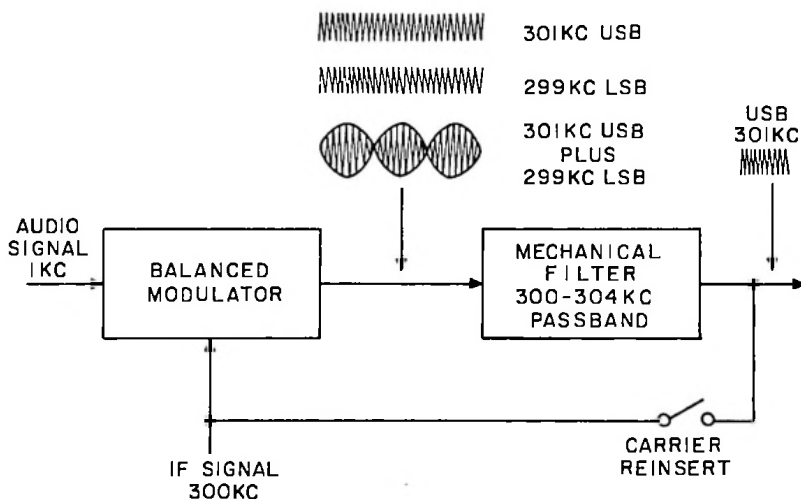 301KC USB
299KC LSB
301KC USB
PLUS
299KC LSB
USB
301KC
AUDIO
SIGNAL
1KC
BALANCED
MODULATOR
MECHANICAL
FILTER
300-304KC
PASSBAND
CARRIER
REINSERT
IF SIGNAL
300KC